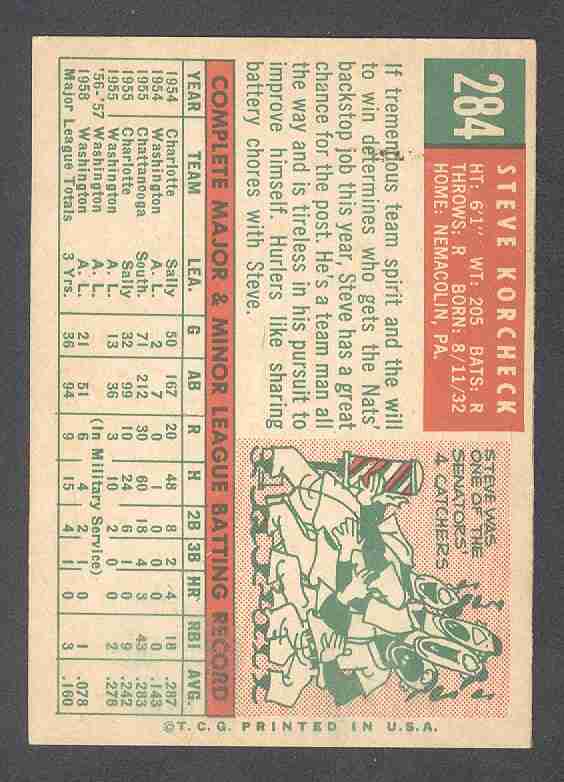 284
STEVE KORCHECK
HT: 6'1" WT: 205 BATS: R
THROWS: R BORN: 8/11/32
HOME: NEMACOLIN, PA.
If tremendous team spirit and the will
to win determines who gets the Nats'
backstop job this year, Steve has a great
chance for the post. He's a team man all
the way and is tireless in his pursuit to
improve himself. Hurlers like sharing
battery chores with Steve.
STEVE WAS
ONE OF THE
SENATORS'
4 CATCHERS
COMPLETE MAJOR & MINOR LEAGUE BATTING RECORD
YEAR TEAM LEA. G AB R H 2B 3B HR RBI AVG.
1954 Charlotte Sally 50 167 20 48 8 2 4 18 .287
1954 Washington A. L. 2 7 0 1 0 0 0 0 .143
1955 Chattanooga South. 71 212 30 60 18 4 3 43 .283
1955 Charlotte Sally 32 99 10 24 6 1 0 9 .242
1955 Washington A. L. 13 36 3 10 2 0 0 2 .278
'56-'57 Washington A. L. (In Military Service)
1958 Washington A. L. 21 51 6 4 2 1 0 1 .078
Major League Totals 3 Yrs. 36 94 9 15 4 1 0 3 .160
©T. C. G. PRINTED IN U.S.A.